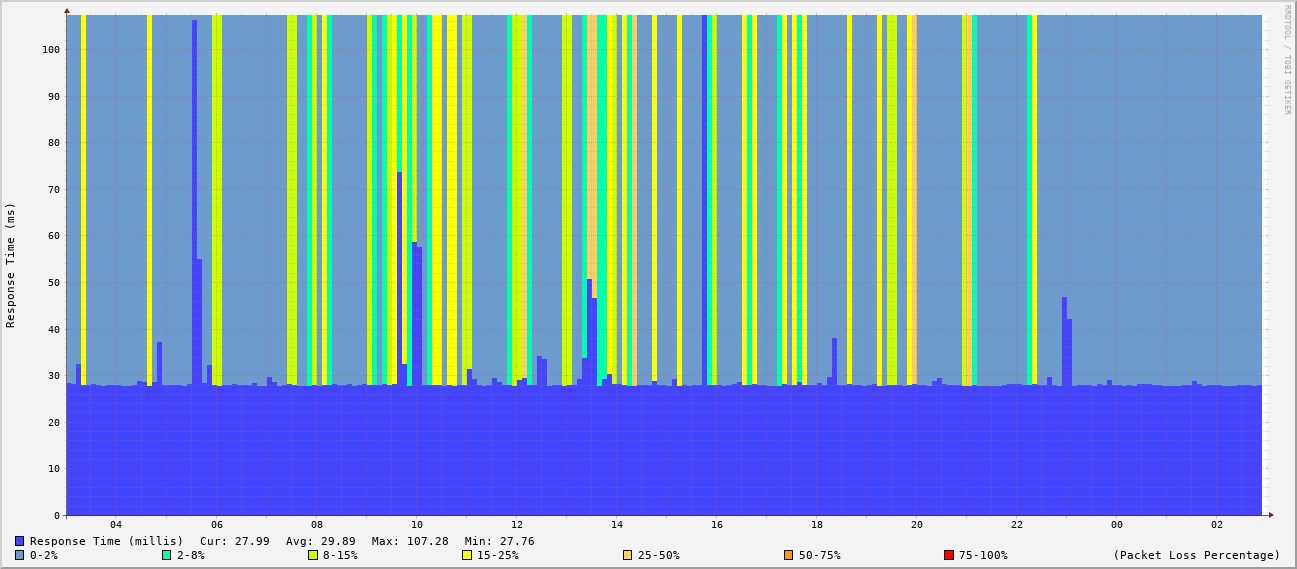 RRDTOOL / TOBI OETIKER
Response Time (ms)
100
90
80
70
60
50
40
30
20
10
0
04 06 08 10 12 14 16 18 20 22 00 02
Response Time (millis) Cur: 27.99 Avg: 29.89 Max: 107.28 Min: 27.76
0-2% 2-8% 8-15% 15-25% 25-50% 50-75% 75-100% (Packet Loss Percentage)